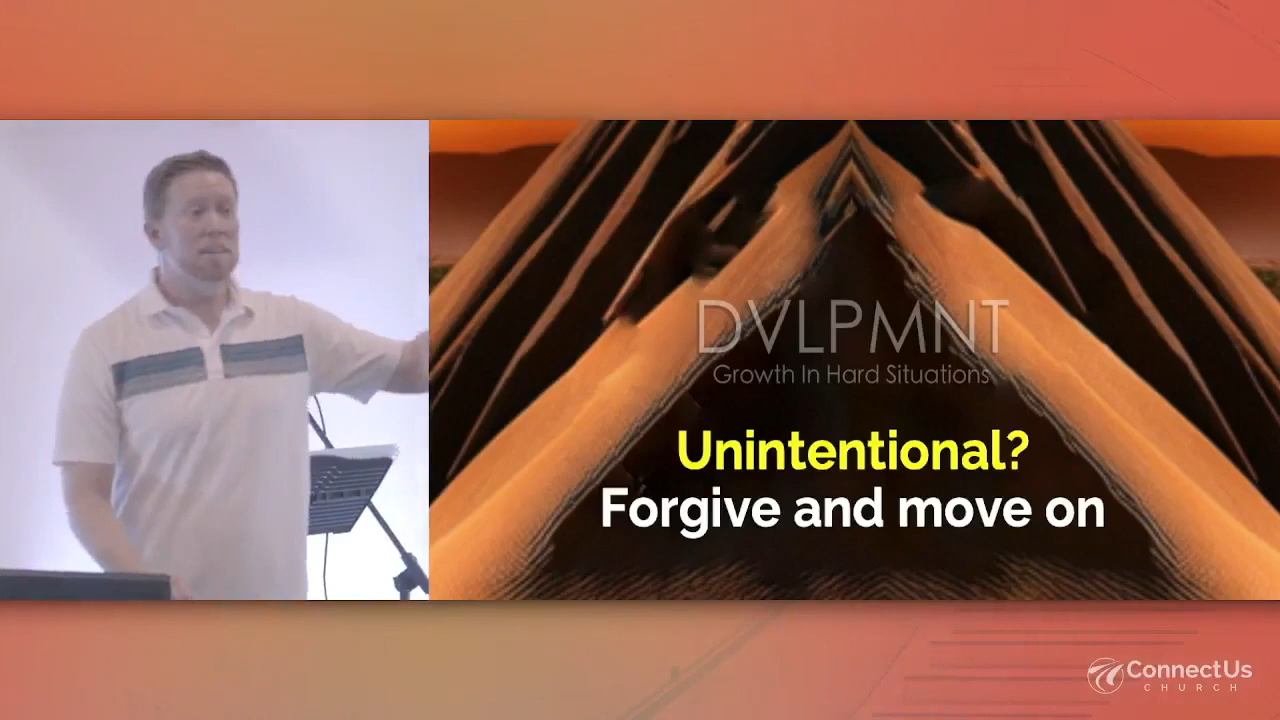 DVLPMNT
Growth In Hard Situations
Unintentional?
Forgive and move on
ConnectUs
CHURCH